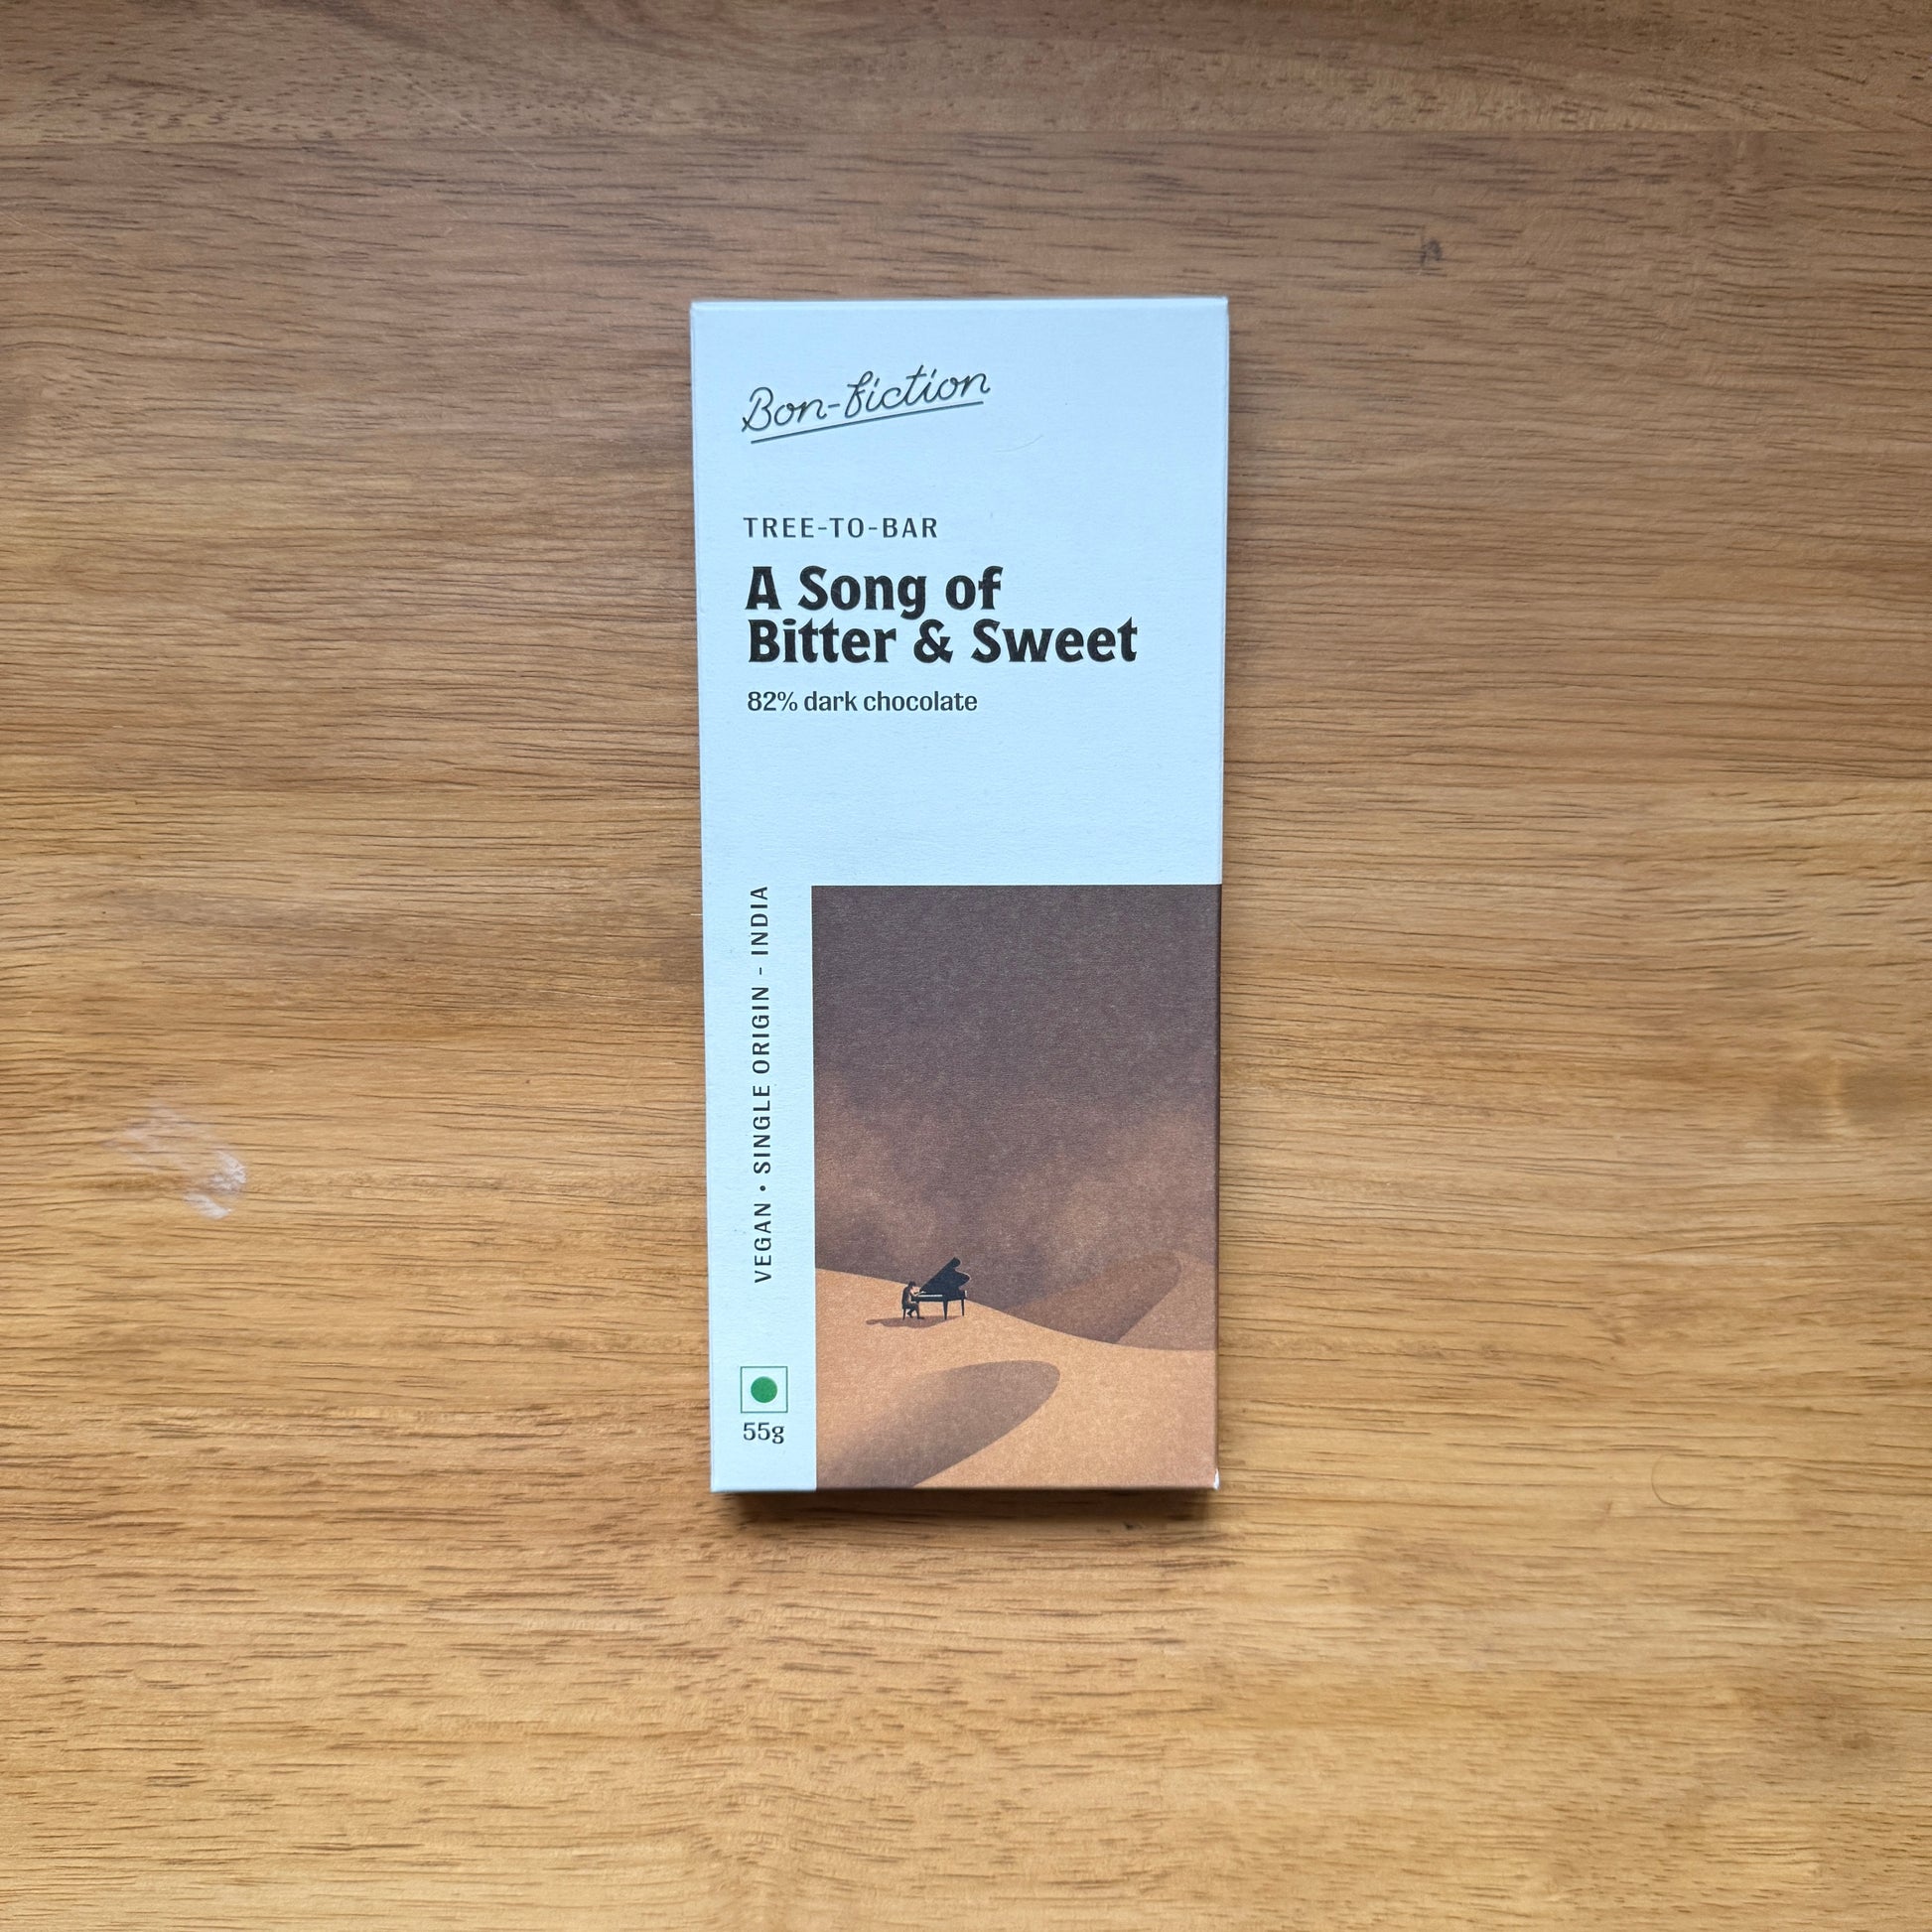 Bon-fiction
TREE-TO-BAR
A Song of
Bitter & Sweet
82% dark chocolate
VEGAN • SINGLE ORIGIN - INDIA
55g